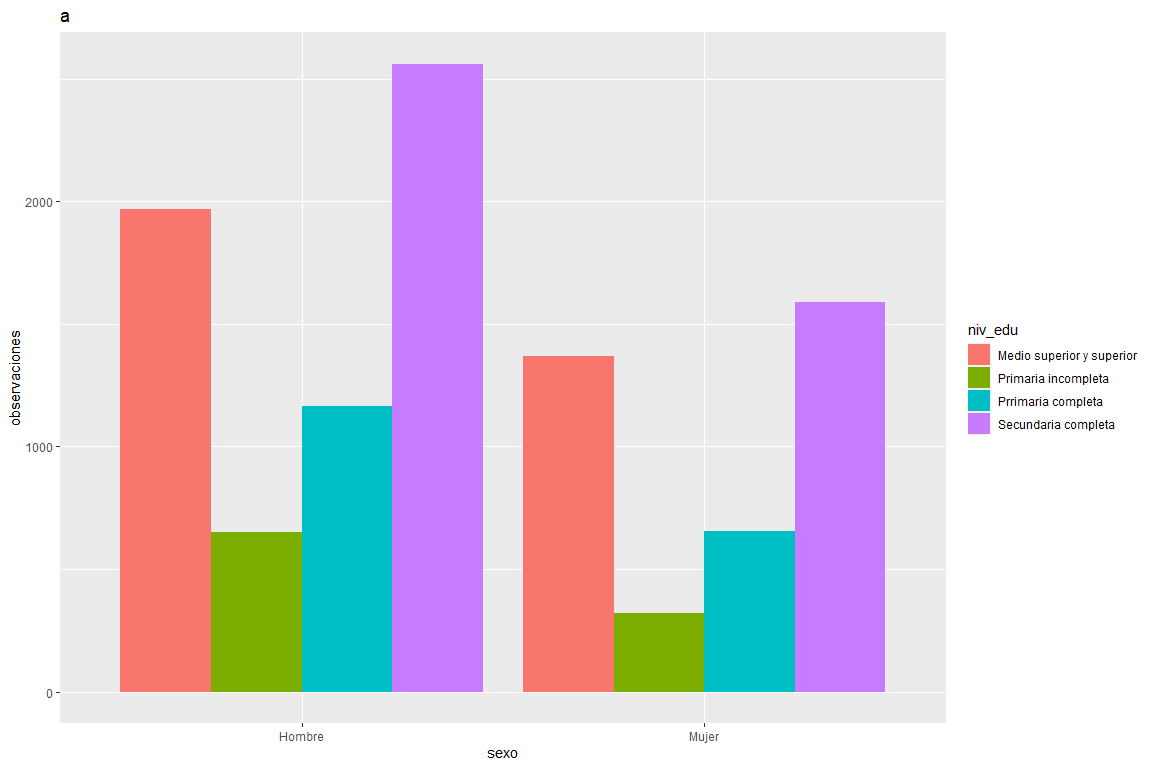 a
observaciones
2000
1000
0
Hombre
Mujer
sexo
niv_edu
Medio superior y superior
Primaria incompleta
Prrimaria completa
Secundaria completa